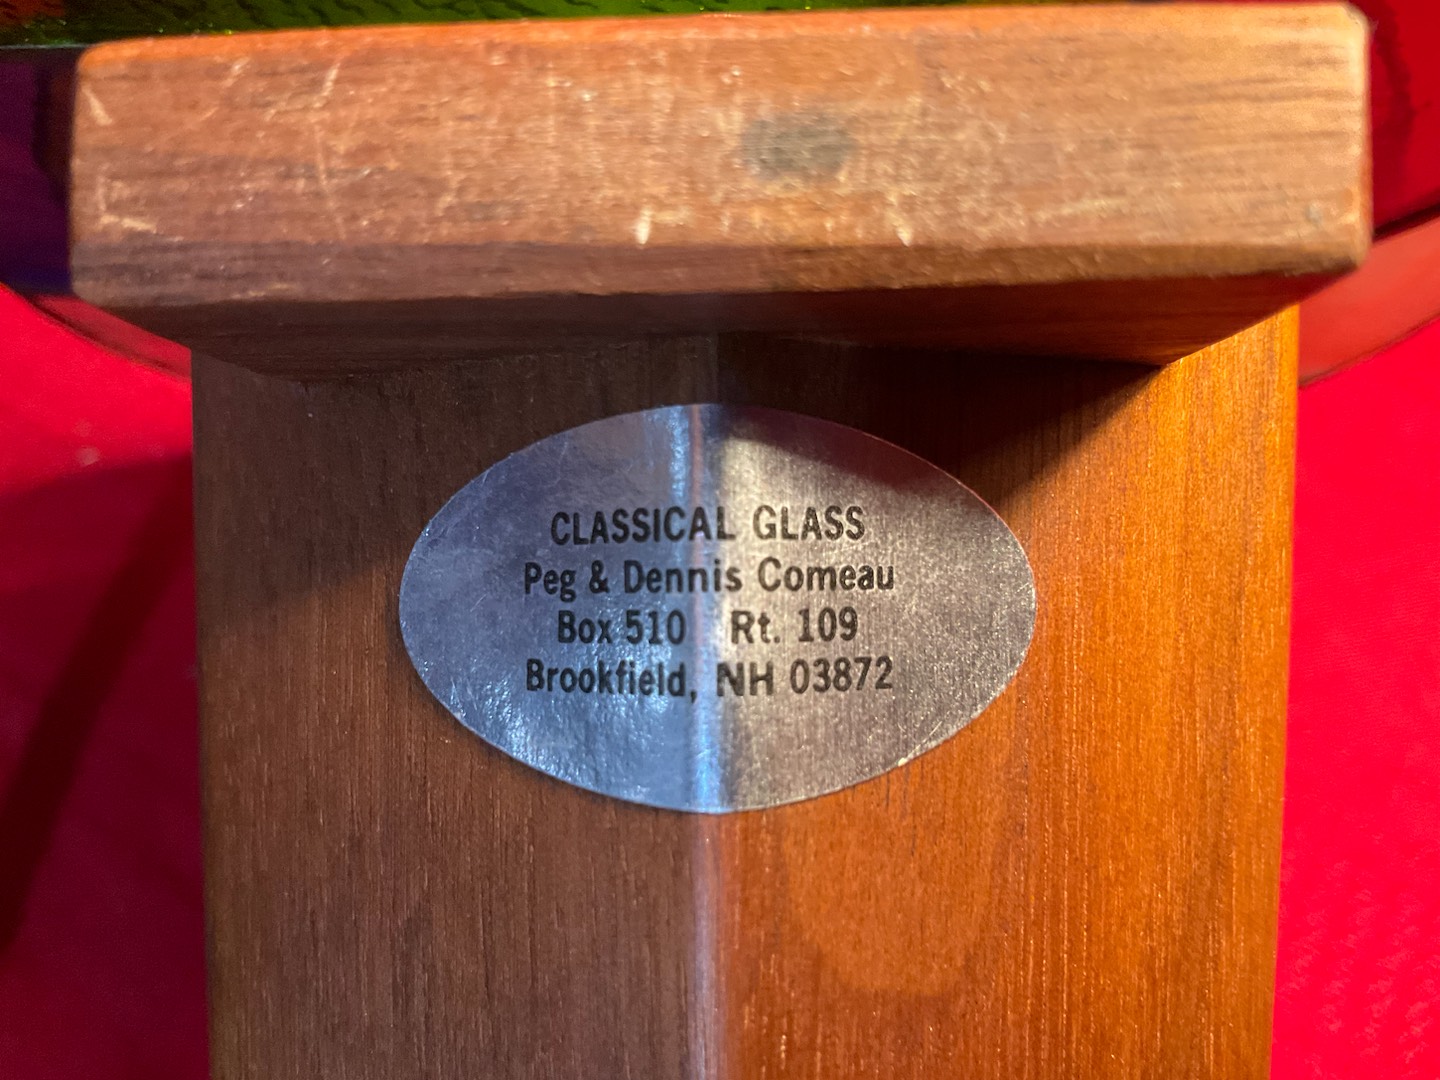 CLASSICAL GLASS
Peg & Dennis Comeau
Box 510 Rt. 109
Brookfield, NH 03872